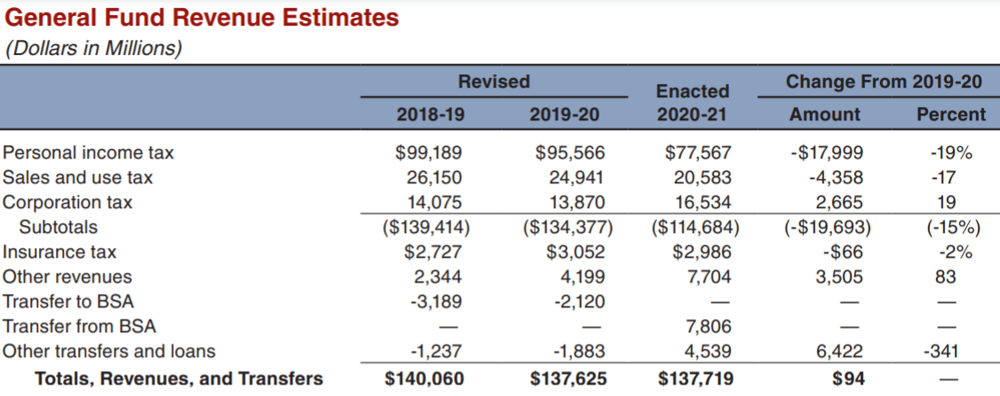 General Fund Revenue Estimates
(Dollars in Millions)
Revised Enacted 2020-21 Change From 2019-20
2018-19 2019-20 Amount Percent
Personal income tax $99,189 $95,566 $77,567 -$17,999 -19%
Sales and use tax 26,150 24,941 20,583 -4,358 -17
Corporation tax 14,075 13,870 16,534 2,665 19
Subtotals ($139,414) ($134,377) ($114,684) (-$19,693) (-15%)
Insurance tax $2,727 $3,052 $2,986 -$66 -2%
Other revenues 2,344 4,199 7,704 3,505 83
Transfer to BSA -3,189 -2,120 — — —
Transfer from BSA — — 7,806 — —
Other transfers and loans -1,237 -1,883 4,539 6,422 -341
Totals, Revenues, and Transfers $140,060 $137,625 $137,719 $94 —